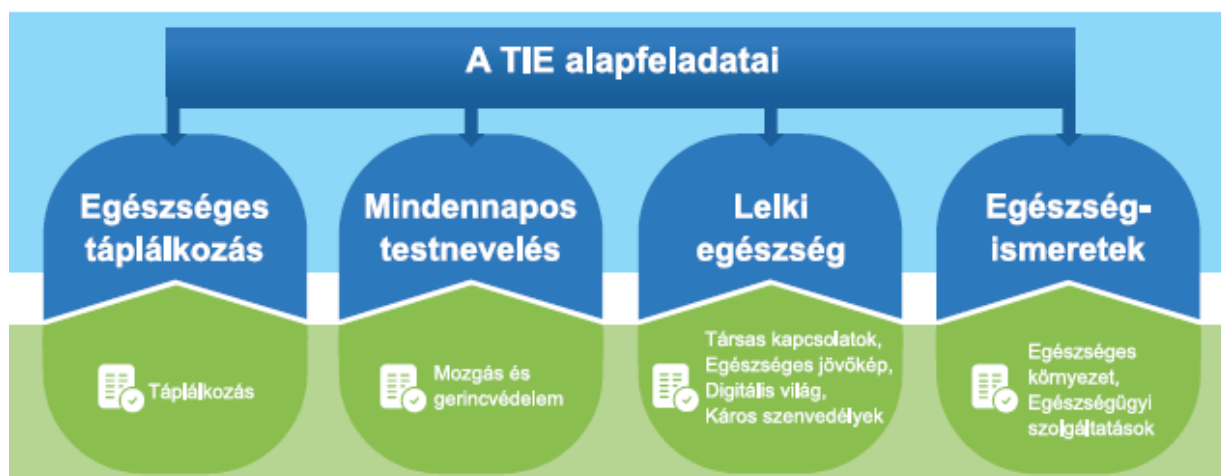 A TIE alapfeladatai
Egészséges
táplálkozás
Mindennapos
testnevelés
Lelki
egészség
Egészség-
ismeretek
Táplálkozás
Mozgás és
gerincvédelem
Társas kapcsolatok,
Egészséges jövőkép,
Digitális világ,
Káros szenvedélyek
Egészséges
környezet,
Egészségügyi
szolgáltatások